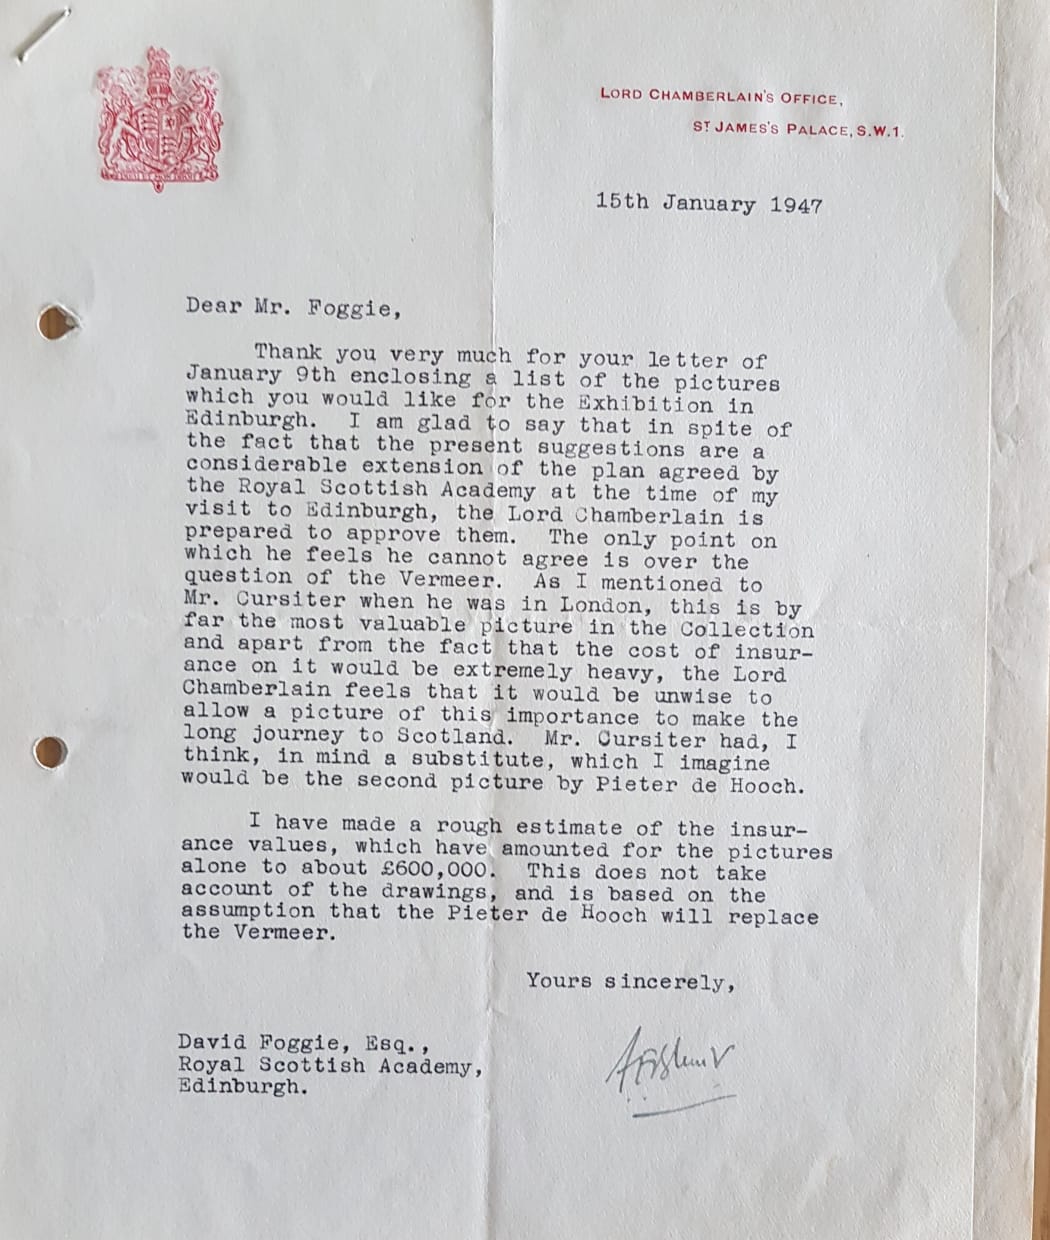 LORD CHAMBERLAIN'S OFFICE,
ST JAMES'S PALACE, S.W.1.
15th January 1947
Dear Mr. Foggie,
Thank you very much for your letter of
January 9th enclosing a list of the pictures
which you would like for the Exhibition in
Edinburgh. I am glad to say that in spite of
the fact that the present suggestions are a
considerable extension of the plan agreed by
the Royal Scottish Academy at the time of my
visit to Edinburgh, the Lord Chamberlain is
prepared to approve them. The only point on
which he feels he cannot agree is over the
question of the Vermeer. As I mentioned to
Mr. Cursiter when he was in London, this is by
far the most valuable picture in the Collection
and apart from the fact that the cost of insur-
ance on it would be extremely heavy, the Lord
Chamberlain feels that it would be unwise to
allow a picture of this importance to make the
long journey to Scotland. Mr. Cursiter had, I
think, in mind a substitute, which I imagine
would be the second picture by Pieter de Hooch.
I have made a rough estimate of the insur-
ance values, which have amounted for the pictures
alone to about £600,000. This does not take
account of the drawings, and is based on the
assumption that the Pieter de Hooch will replace
the Vermeer.
Yours sincerely,
David Foggie, Esq.,
Royal Scottish Academy,
Edinburgh.